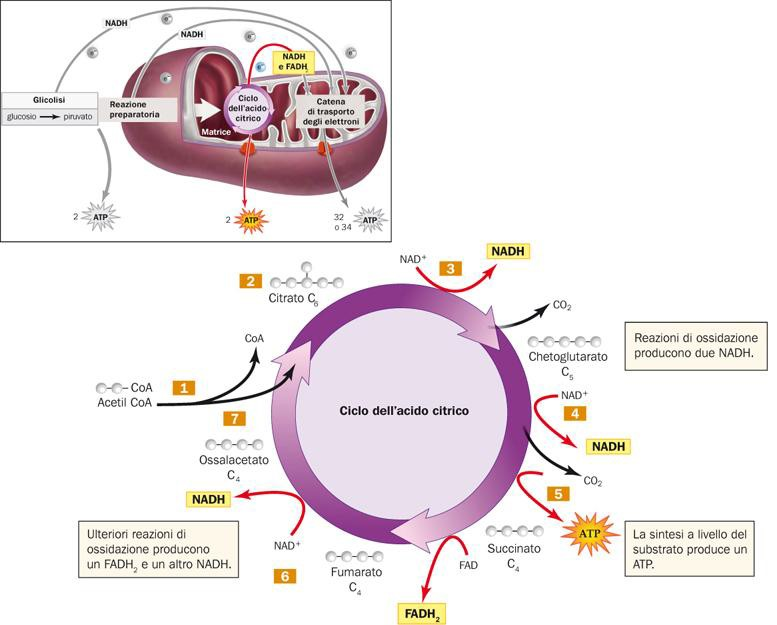 NADH
e⁻
NADH
e⁻
e⁻
e⁻
e⁻
e⁻
NADH
e FADH₂
Glicolisi
glucosio → piruvato
Reazione
preparatoria
Matrice
Ciclo
dell'acido
citrico
Catena
di trasporto
degli elettroni
2 ATP
2 ATP
32
o 34
ATP
2
Citrato C₆
NAD⁺
3
NADH
CO₂
Chetoglutarato
C₅
Reazioni di ossidazione
producono due NADH.
CoA
CoA
Acetil CoA
1
7
Ciclo dell'acido citrico
NAD⁺
4
NADH
CO₂
5
Ossalacetato
C₄
NADH
NAD⁺
6
Ulteriori reazioni di
ossidazione producono
un FADH₂ e un altro NADH.
Fumarato
C₄
FAD
FADH₂
Succinato
C₄
ATP
La sintesi a livello del
substrato produce un
ATP.